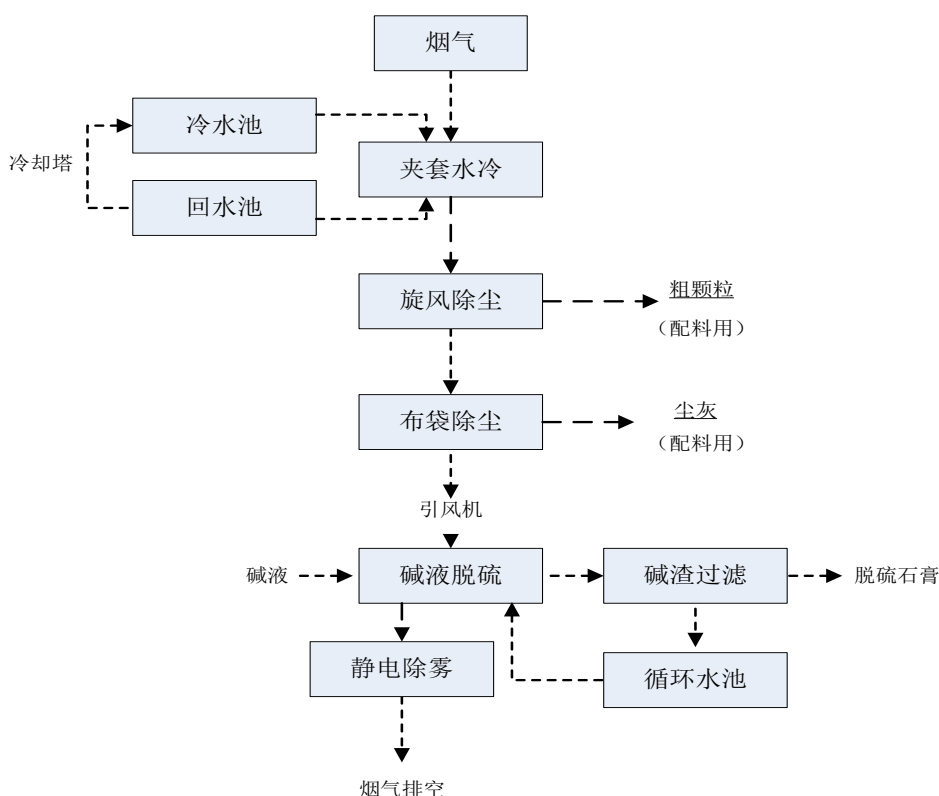 烟气
冷水池
冷却塔
夹套水冷
回水池
旋风除尘
粗颗粒
（配料用）
布袋除尘
尘灰
（配料用）
引风机
碱液
碱液脱硫
碱渣过滤
脱硫石膏
静电除雾
循环水池
烟气排空